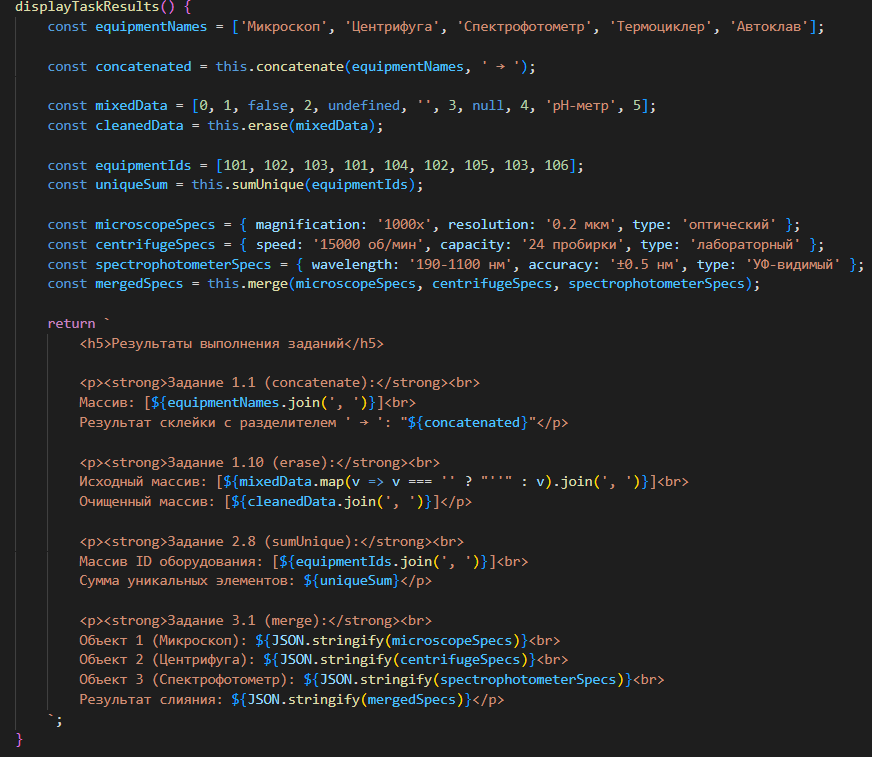 displayTaskResults() {
const equipmentNames = ['Микроскоп', 'Центрифуга', 'Спектрофотометр', 'Термоциклер', 'Автоклав'];
const concatenated = this.concatenate(equipmentNames, ' → ');
const mixedData = [0, 1, false, 2, undefined, '', 3, null, 4, 'pH-метр', 5];
const cleanedData = this.erase(mixedData);
const equipmentIds = [101, 102, 103, 101, 104, 102, 105, 103, 106];
const uniqueSum = this.sumUnique(equipmentIds);
const microscopeSpecs = { magnification: '1000x', resolution: '0.2 мкм', type: 'оптический' };
const centrifugeSpecs = { speed: '15000 об/мин', capacity: '24 пробирки', type: 'лабораторный' };
const spectrophotometerSpecs = { wavelength: '190-1100 нм', accuracy: '±0.5 нм', type: 'УФ-видимый' };
const mergedSpecs = this.merge(microscopeSpecs, centrifugeSpecs, spectrophotometerSpecs);
return `
<h5>Результаты выполнения заданий</h5>
<p><strong>Задание 1.1 (concatenate):</strong><br>
Массив: [${equipmentNames.join(', ')}]<br>
Результат склейки с разделителем ' → ': "${concatenated}"</p>
<p><strong>Задание 1.10 (erase):</strong><br>
Исходный массив: [${mixedData.map(v => v === '' ? "''" : v).join(', ')}]<br>
Очищенный массив: [${cleanedData.join(', ')}]</p>
<p><strong>Задание 2.8 (sumUnique):</strong><br>
Массив ID оборудования: [${equipmentIds.join(', ')}]<br>
Сумма уникальных элементов: ${uniqueSum}</p>
<p><strong>Задание 3.1 (merge):</strong><br>
Объект 1 (Микроскоп): ${JSON.stringify(microscopeSpecs)}<br>
Объект 2 (Центрифуга): ${JSON.stringify(centrifugeSpecs)}<br>
Объект 3 (Спектрофотометр): ${JSON.stringify(spectrophotometerSpecs)}<br>
Результат слияния: ${JSON.stringify(mergedSpecs)}</p>
`;
}